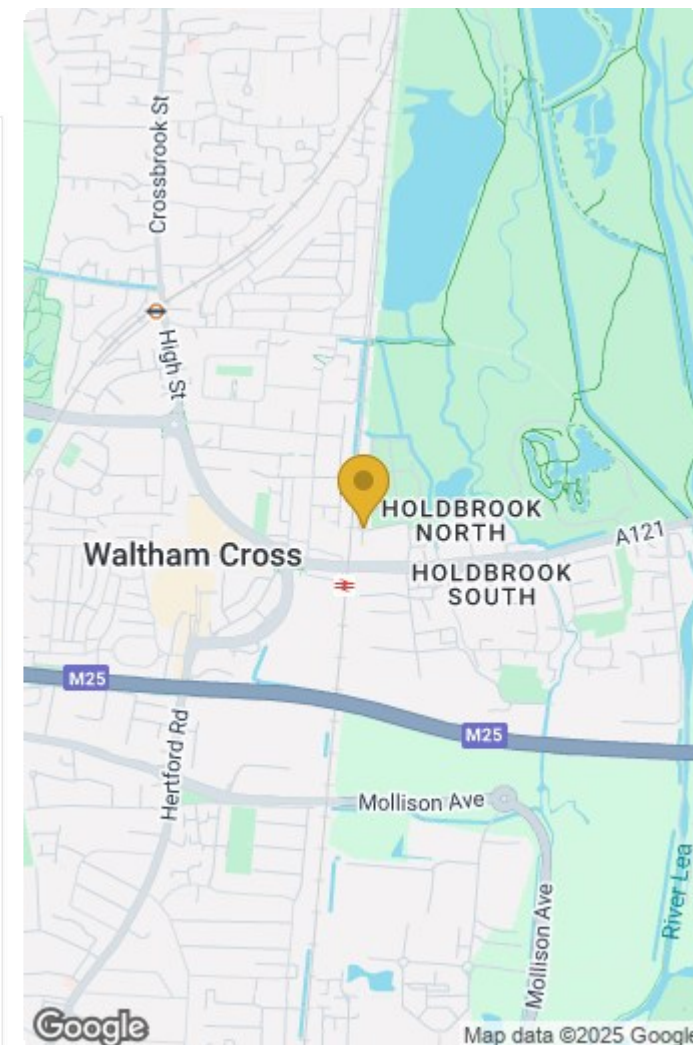 Crossbrook St
High St
HOLDBROOK
NORTH
A121
Waltham Cross
HOLDBROOK
SOUTH
M25
M25
Hertford Rd
Mollison Ave
Mollison Ave
River Lea
Google
Map data ©2025 Google